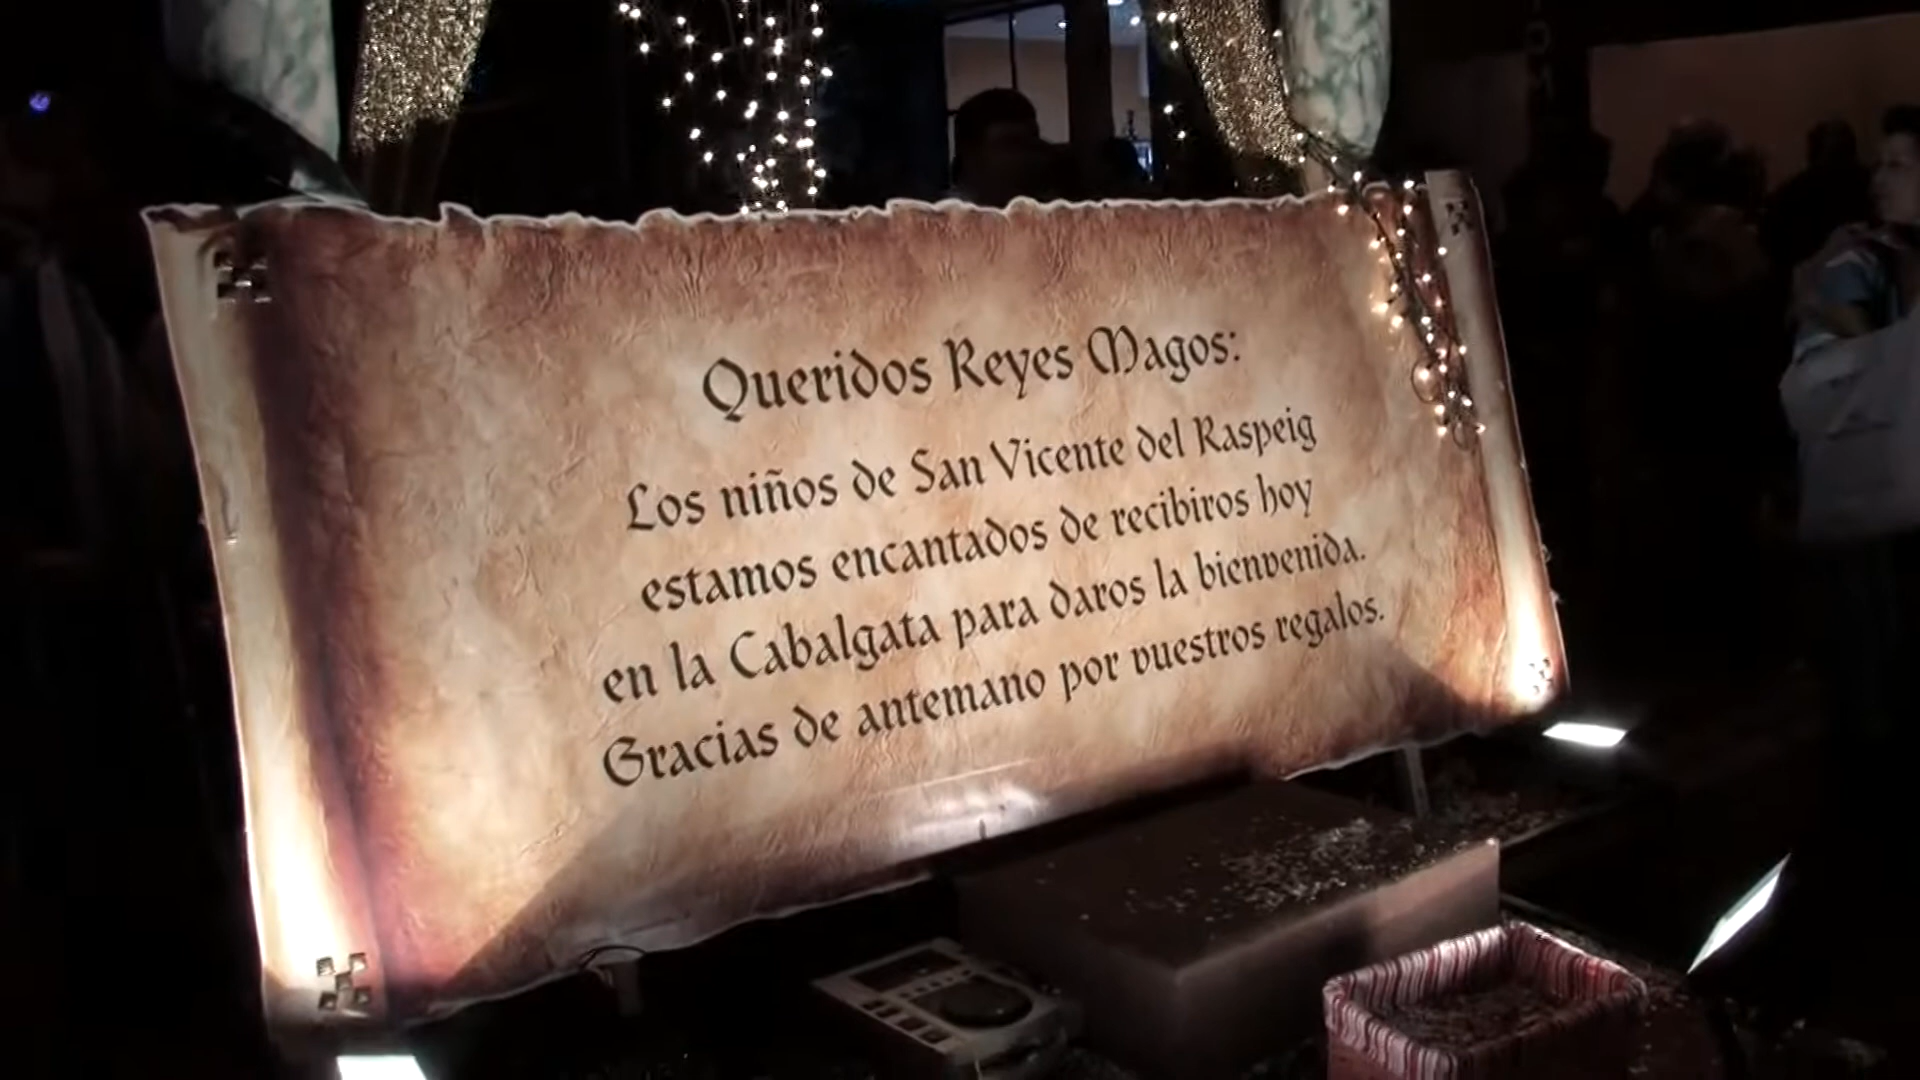 Queridos Reyes Magos:
Los niños de San Vicente del Raspeig
estamos encantados de recibiros hoy
en la Cabalgata para daros la bienvenida.
Gracias de antemano por vuestros regalos.